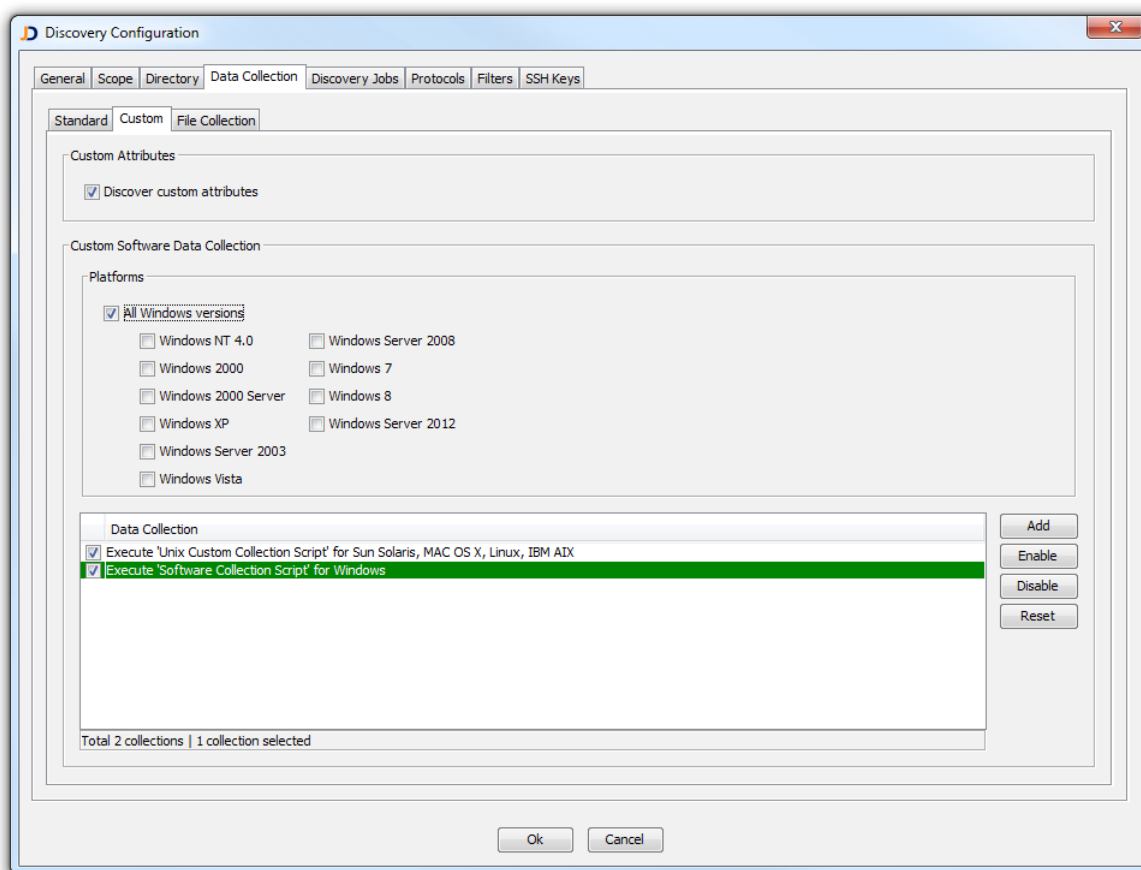 Discovery Configuration
General Scope Directory Data Collection Discovery Jobs Protocols Filters SSH Keys
Standard Custom File Collection
Custom Attributes
Discover custom attributes
Custom Software Data Collection
Platforms
All Windows versions
Windows NT 4.0 Windows Server 2008
Windows 2000 Windows 7
Windows 2000 Server Windows 8
Windows XP Windows Server 2012
Windows Server 2003
Windows Vista
Data Collection Add
Execute 'Unix Custom Collection Script' for Sun Solaris, MAC OS X, Linux, IBM AIX Enable
Execute 'Software Collection Script' for Windows
Disable
Reset
Total 2 collections | 1 collection selected
Ok Cancel